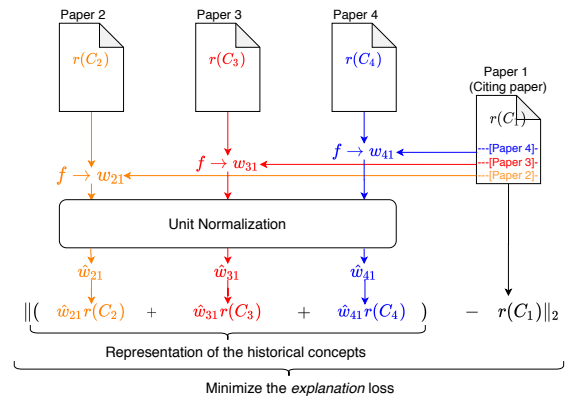 Paper 2
Paper 3
Paper 4
r(C₂)
r(C₃)
r(C₄)
Paper 1
(Citing paper)
r(C₁)
f → w₄₁
---[Paper 4]-
f → w₃₁
---[Paper 3]-
f → w₂₁
---[Paper 2]-
Unit Normalization
ŵ₂₁
ŵ₃₁
ŵ₄₁
‖( ŵ₂₁r(C₂) + ŵ₃₁r(C₃) + ŵ₄₁r(C₄) ) − r(C₁)‖₂
Representation of the historical concepts
Minimize the explanation loss